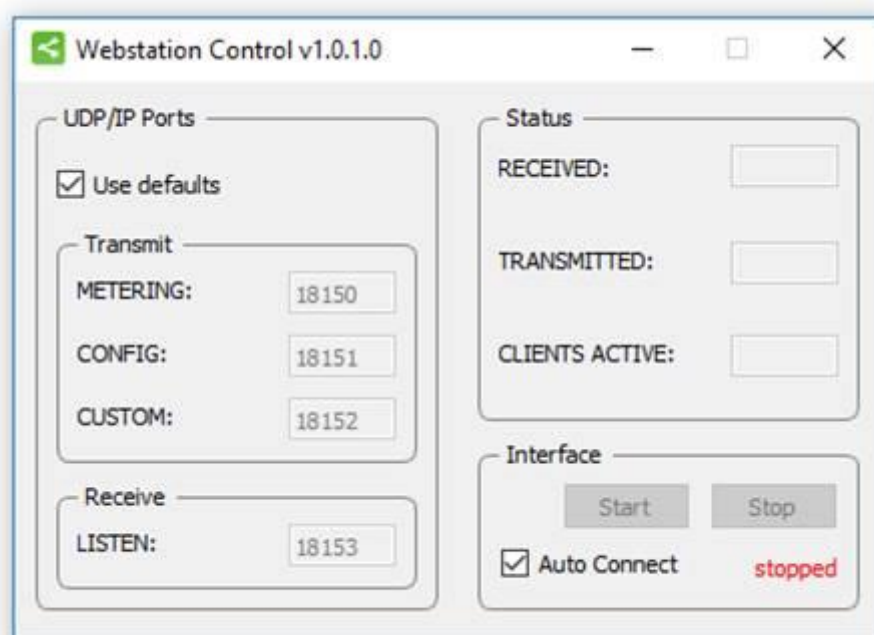 Webstation Control v1.0.1.0
UDP/IP Ports
Use defaults
Transmit
METERING: 18150
CONFIG: 18151
CUSTOM: 18152
Receive
LISTEN: 18153
Status
RECEIVED:
TRANSMITTED:
CLIENTS ACTIVE:
Interface
Start Stop
Auto Connect stopped